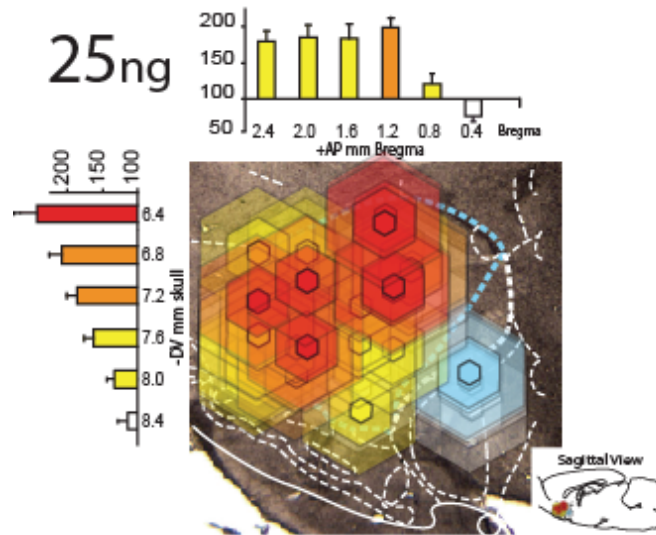 25ng
200
150
100
50
2.4 2.0 1.6 1.2 0.8 0.4 Bregma
+AP mm Bregma
200 150 100
6.4
6.8
7.2
7.6
8.0
8.4
-DV mm skull
Sagittal View